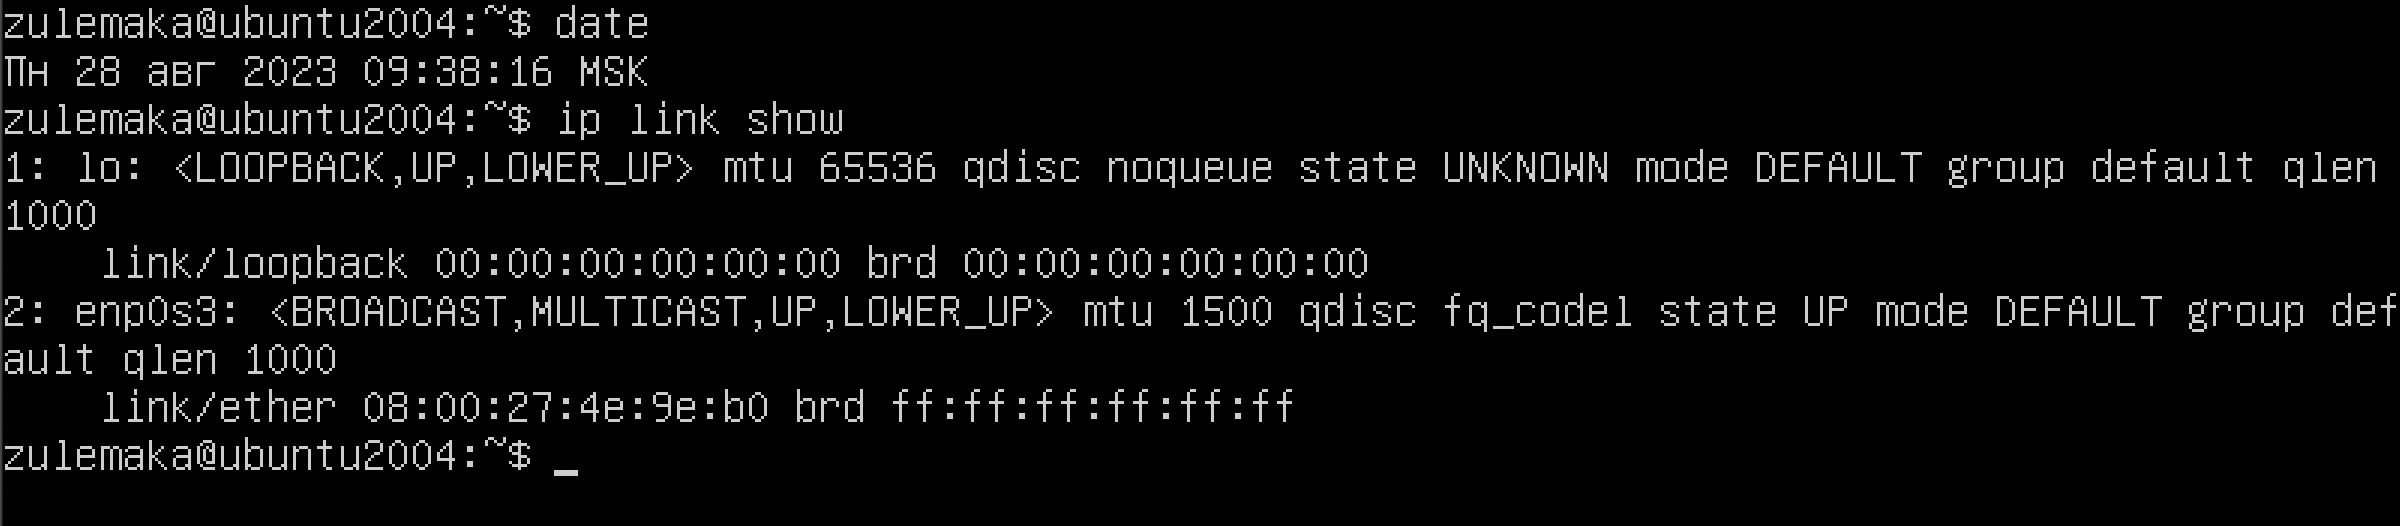 zulemaka@ubuntu2004:~$ date
Пн 28 авг 2023 09:38:16 MSK
zulemaka@ubuntu2004:~$ ip link show
1: lo: <LOOPBACK,UP,LOWER_UP> mtu 65536 qdisc noqueue state UNKNOWN mode DEFAULT group default qlen
1000
    link/loopback 00:00:00:00:00:00 brd 00:00:00:00:00:00
2: enp0s3: <BROADCAST,MULTICAST,UP,LOWER_UP> mtu 1500 qdisc fq_codel state UP mode DEFAULT group def
ault qlen 1000
    link/ether 08:00:27:4e:9e:b0 brd ff:ff:ff:ff:ff:ff
zulemaka@ubuntu2004:~$ _